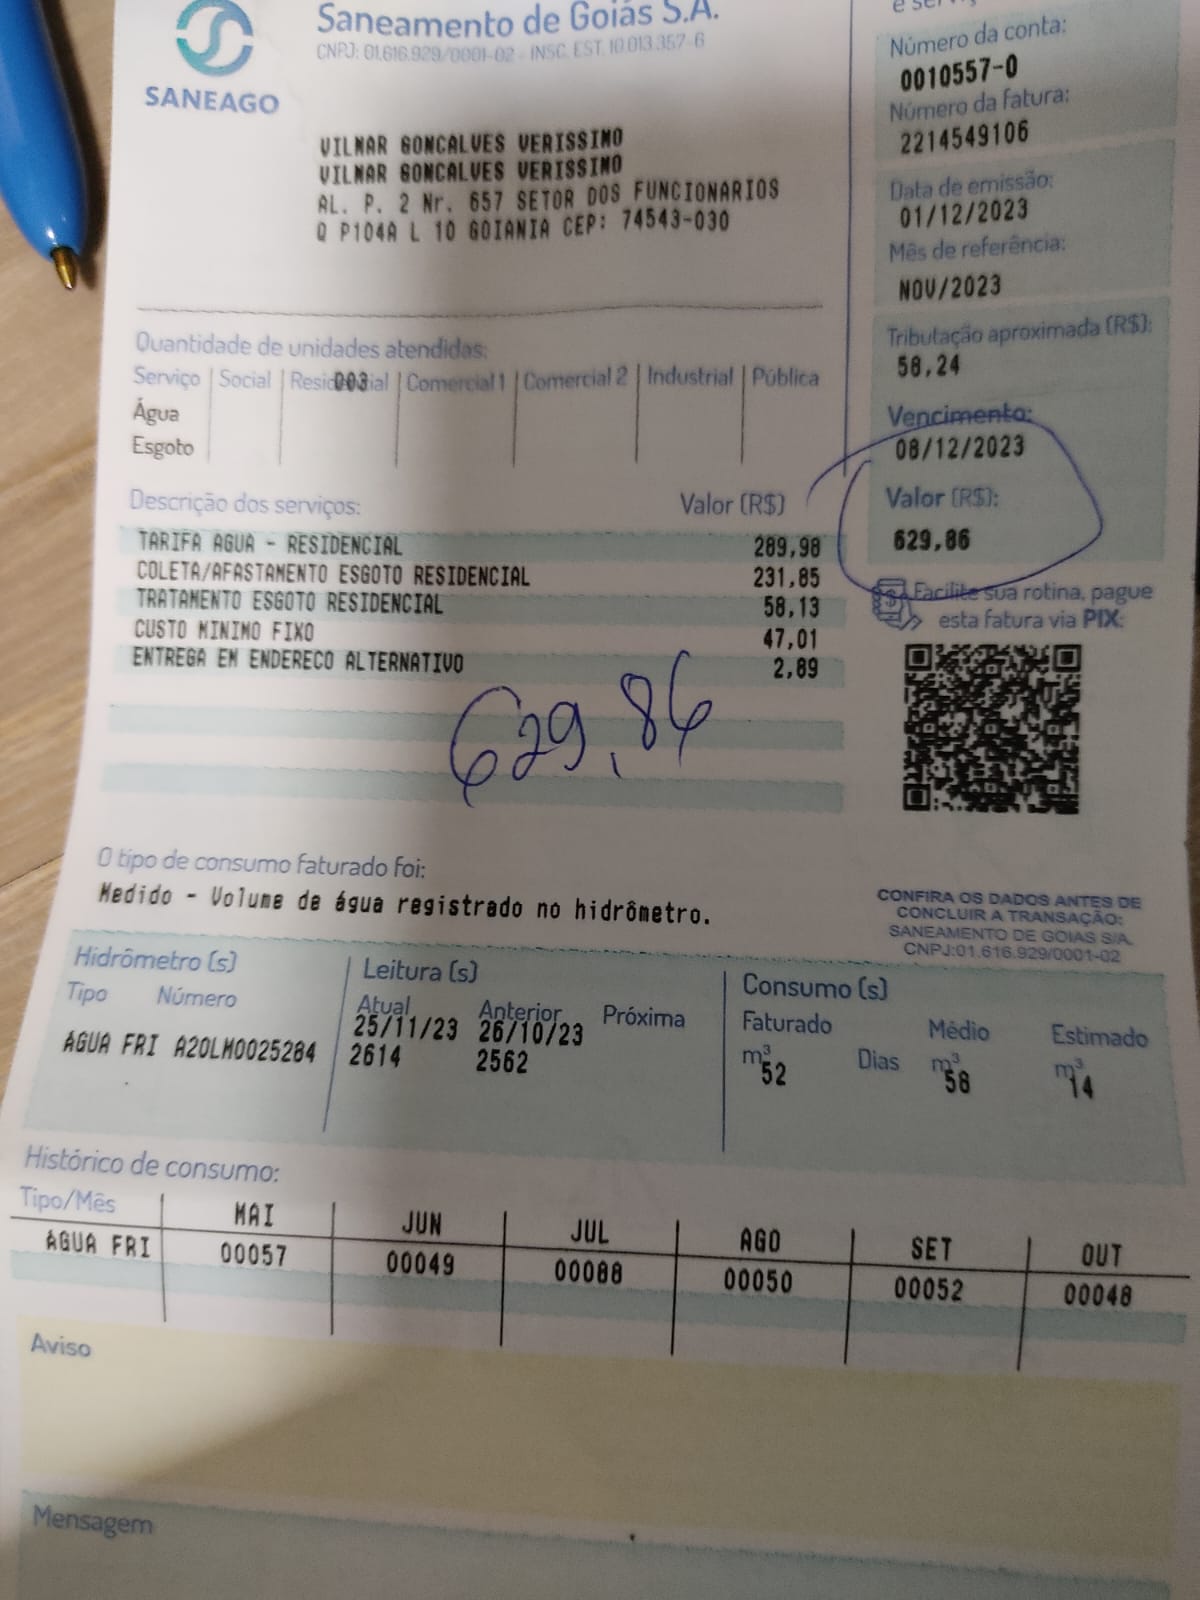 SANEAGO
Saneamento de Goiás S.A.
CNPJ: 01.616.929/0001-02 - INSC. EST. 10.013.357-6
VILMAR GONCALVES VERISSIMO
VILMAR GONCALVES VERISSIMO
AL. P. 2 Nr. 657 SETOR DOS FUNCIONARIOS
Q P104A L 10 GOIANIA CEP: 74543-030
Número da conta:
0010557-0
Número da fatura:
2214549106
Data de emissão:
01/12/2023
Mês de referência:
NOV/2023
Tributação aproximada (R$):
58,24
Vencimento:
08/12/2023
Valor (R$):
629,86
Facilite sua rotina, pague
esta fatura via PIX:
CONFIRA OS DADOS ANTES DE
CONCLUIR A TRANSAÇÃO:
SANEAMENTO DE GOIAS S/A.
CNPJ:01.616.929/0001-02
Quantidade de unidades atendidas:
Serviço Social Residencial Comercial 1 Comercial 2 Industrial Pública
003
Água
Esgoto
Descrição dos serviços: Valor (R$)
TARIFA AGUA - RESIDENCIAL 289,98
COLETA/AFASTAMENTO ESGOTO RESIDENCIAL 231,85
TRATAMENTO ESGOTO RESIDENCIAL 58,13
CUSTO MINIMO FIXO 47,01
ENTREGA EM ENDERECO ALTERNATIVO 2,89
629,86
O tipo de consumo faturado foi:
Medido - Volume de água registrado no hidrômetro.
Hidrômetro (s) Leitura (s) Consumo (s)
Tipo Número Atual Anterior Próxima Faturado Médio Estimado
25/11/23 26/10/23
AGUA FRI A20LM0025284 2614 2562 m³ 52 Dias m³ 58 m³ 14
Histórico de consumo:
Tipo/Mês MAI JUN JUL AGO SET OUT
AGUA FRI 00057 00049 00088 00050 00052 00048
Aviso
Mensagem